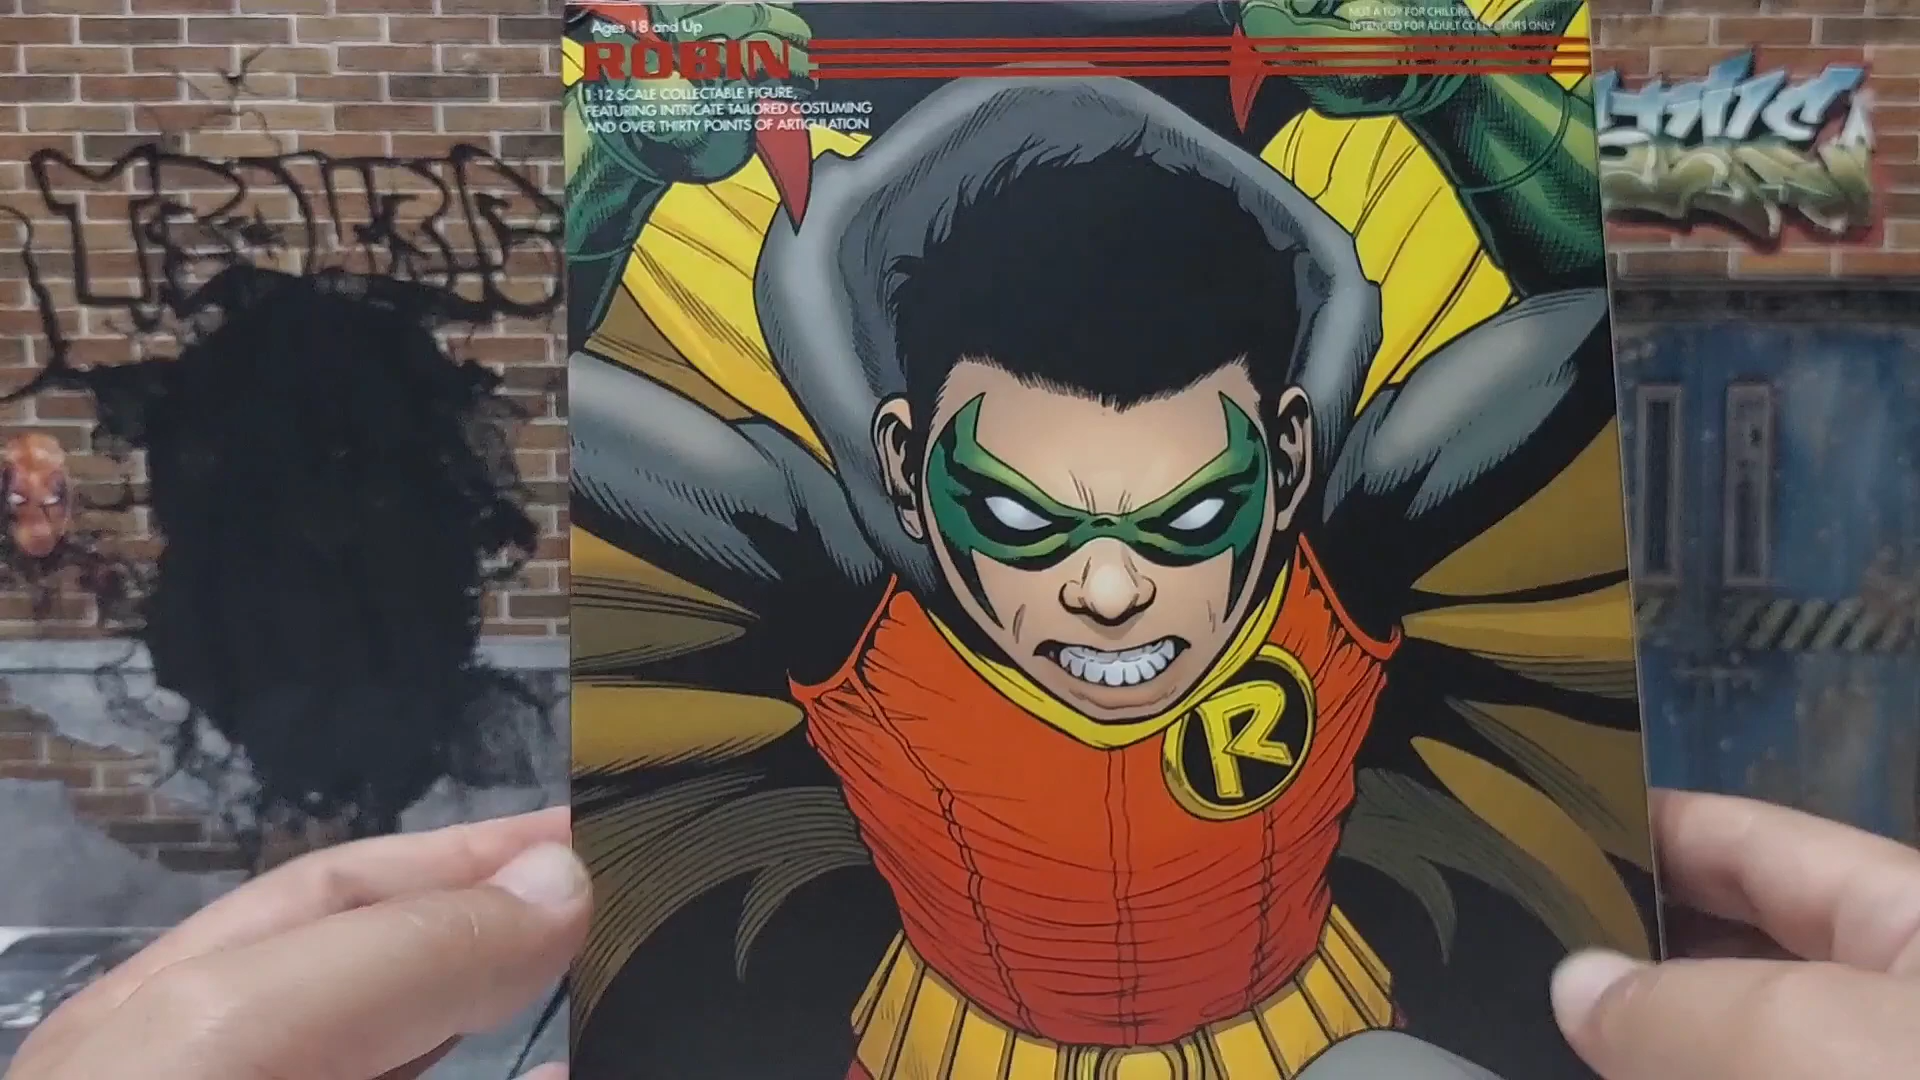 Ages 18 and Up
NOT A TOY FOR CHILDREN
INTENDED FOR ADULT COLLECTORS ONLY
ROBIN
1:12 SCALE COLLECTABLE FIGURE,
FEATURING INTRICATE TAILORED COSTUMING
AND OVER THIRTY POINTS OF ARTICULATION
R